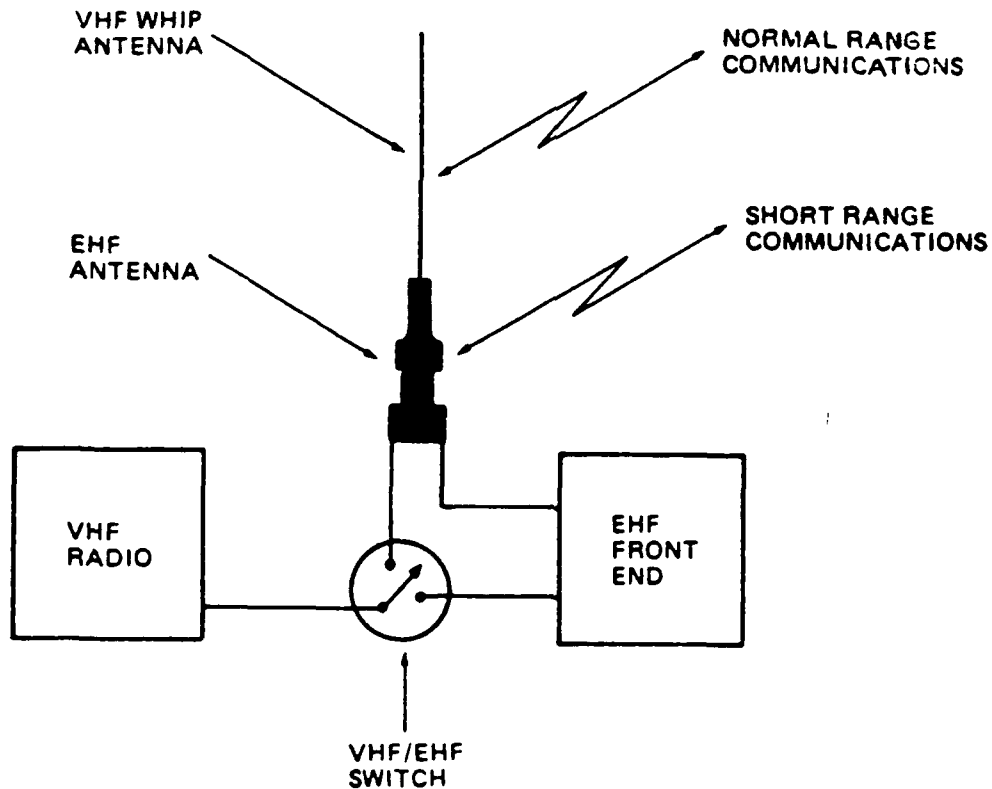 VHF WHIP
ANTENNA
NORMAL RANGE
COMMUNICATIONS
EHF
ANTENNA
SHORT RANGE
COMMUNICATIONS
VHF
RADIO
EHF
FRONT
END
VHF/EHF
SWITCH